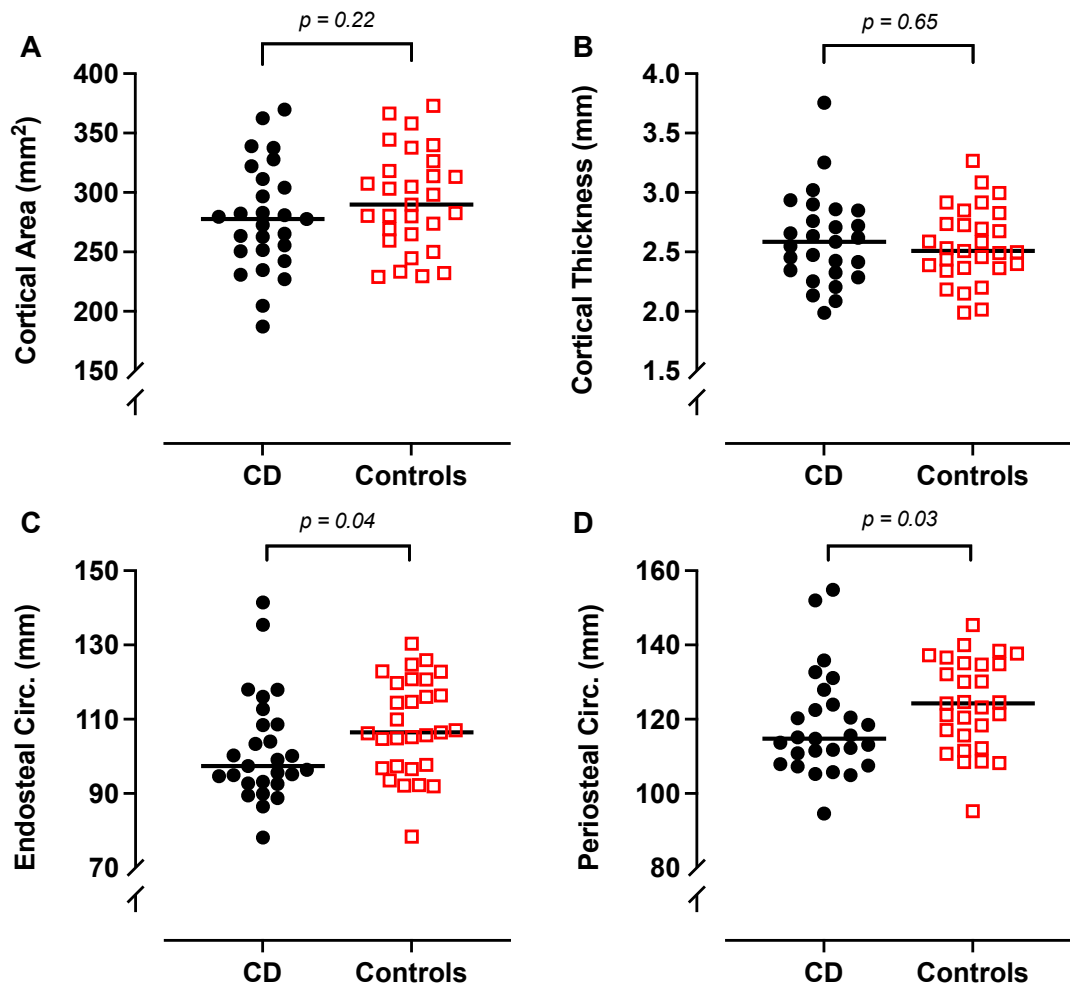 A
p = 0.22
Cortical Area (mm²)
400
350
300
250
200
150
CD
Controls
B
p = 0.65
Cortical Thickness (mm)
4.0
3.5
3.0
2.5
2.0
1.5
CD
Controls
C
p = 0.04
Endosteal Circ. (mm)
150
130
110
90
70
CD
Controls
D
p = 0.03
Periosteal Circ. (mm)
160
140
120
100
80
CD
Controls